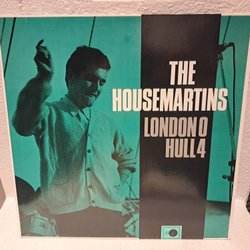 THE
HOUSEMARTINS
LONDON 0
HULL 4